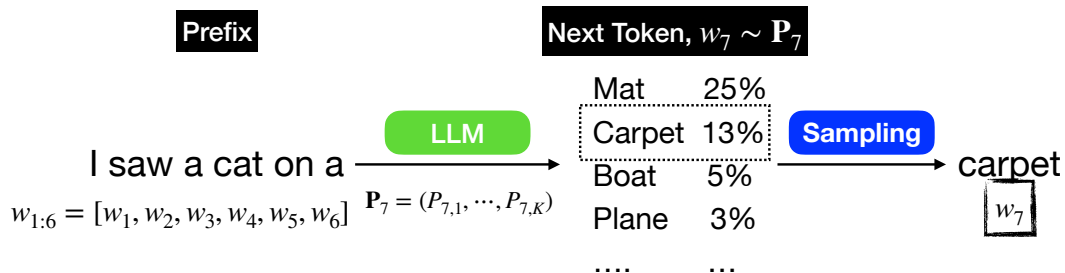 Prefix
Next Token, w₇ ∼ P₇
Mat 25%
LLM
Carpet 13%
Sampling
I saw a cat on a
Boat 5%
carpet
w₁:₆ = [w₁, w₂, w₃, w₄, w₅, w₆]
P₇ = (P₇,₁, ⋯, P₇,K)
Plane 3%
w₇
.... ...